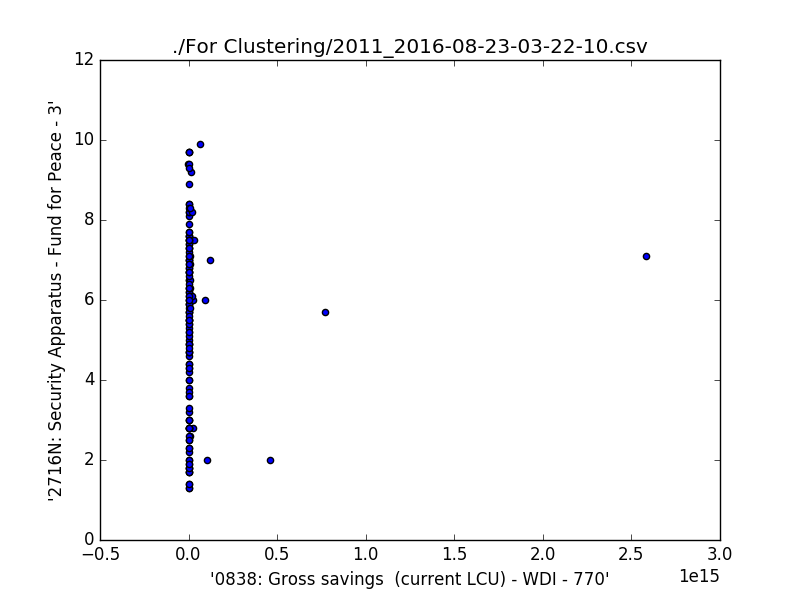 ./For Clustering/2011_2016-08-23-03-22-10.csv
12
10
8
6
4
2
0
'2716N: Security Apparatus - Fund for Peace - 3'
−0.5 0.0 0.5 1.0 1.5 2.0 2.5 3.0
1e15
'0838: Gross savings  (current LCU) - WDI - 770'